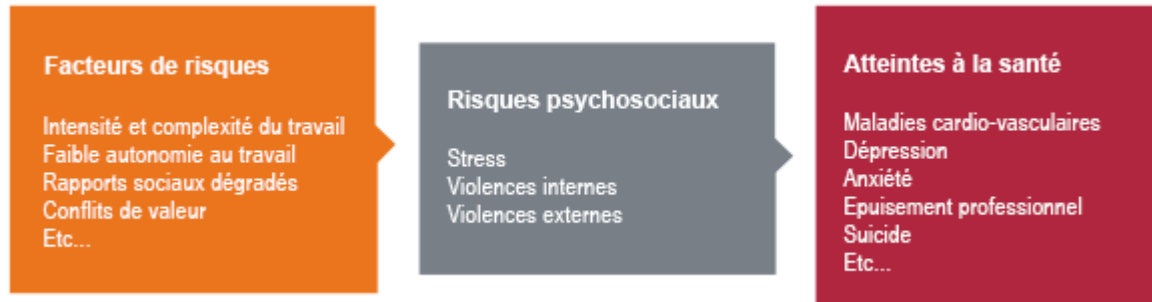 Facteurs de risques
Intensité et complexité du travail
Faible autonomie au travail
Rapports sociaux dégradés
Conflits de valeur
Etc...
Risques psychosociaux
Stress
Violences internes
Violences externes
Atteintes à la santé
Maladies cardio-vasculaires
Dépression
Anxiété
Epuisement professionnel
Suicide
Etc...